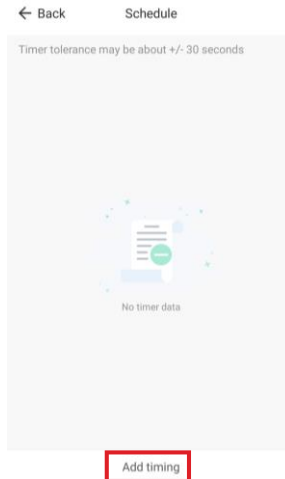 ← Back Schedule
Timer tolerance may be about +/- 30 seconds
No timer data
Add timing